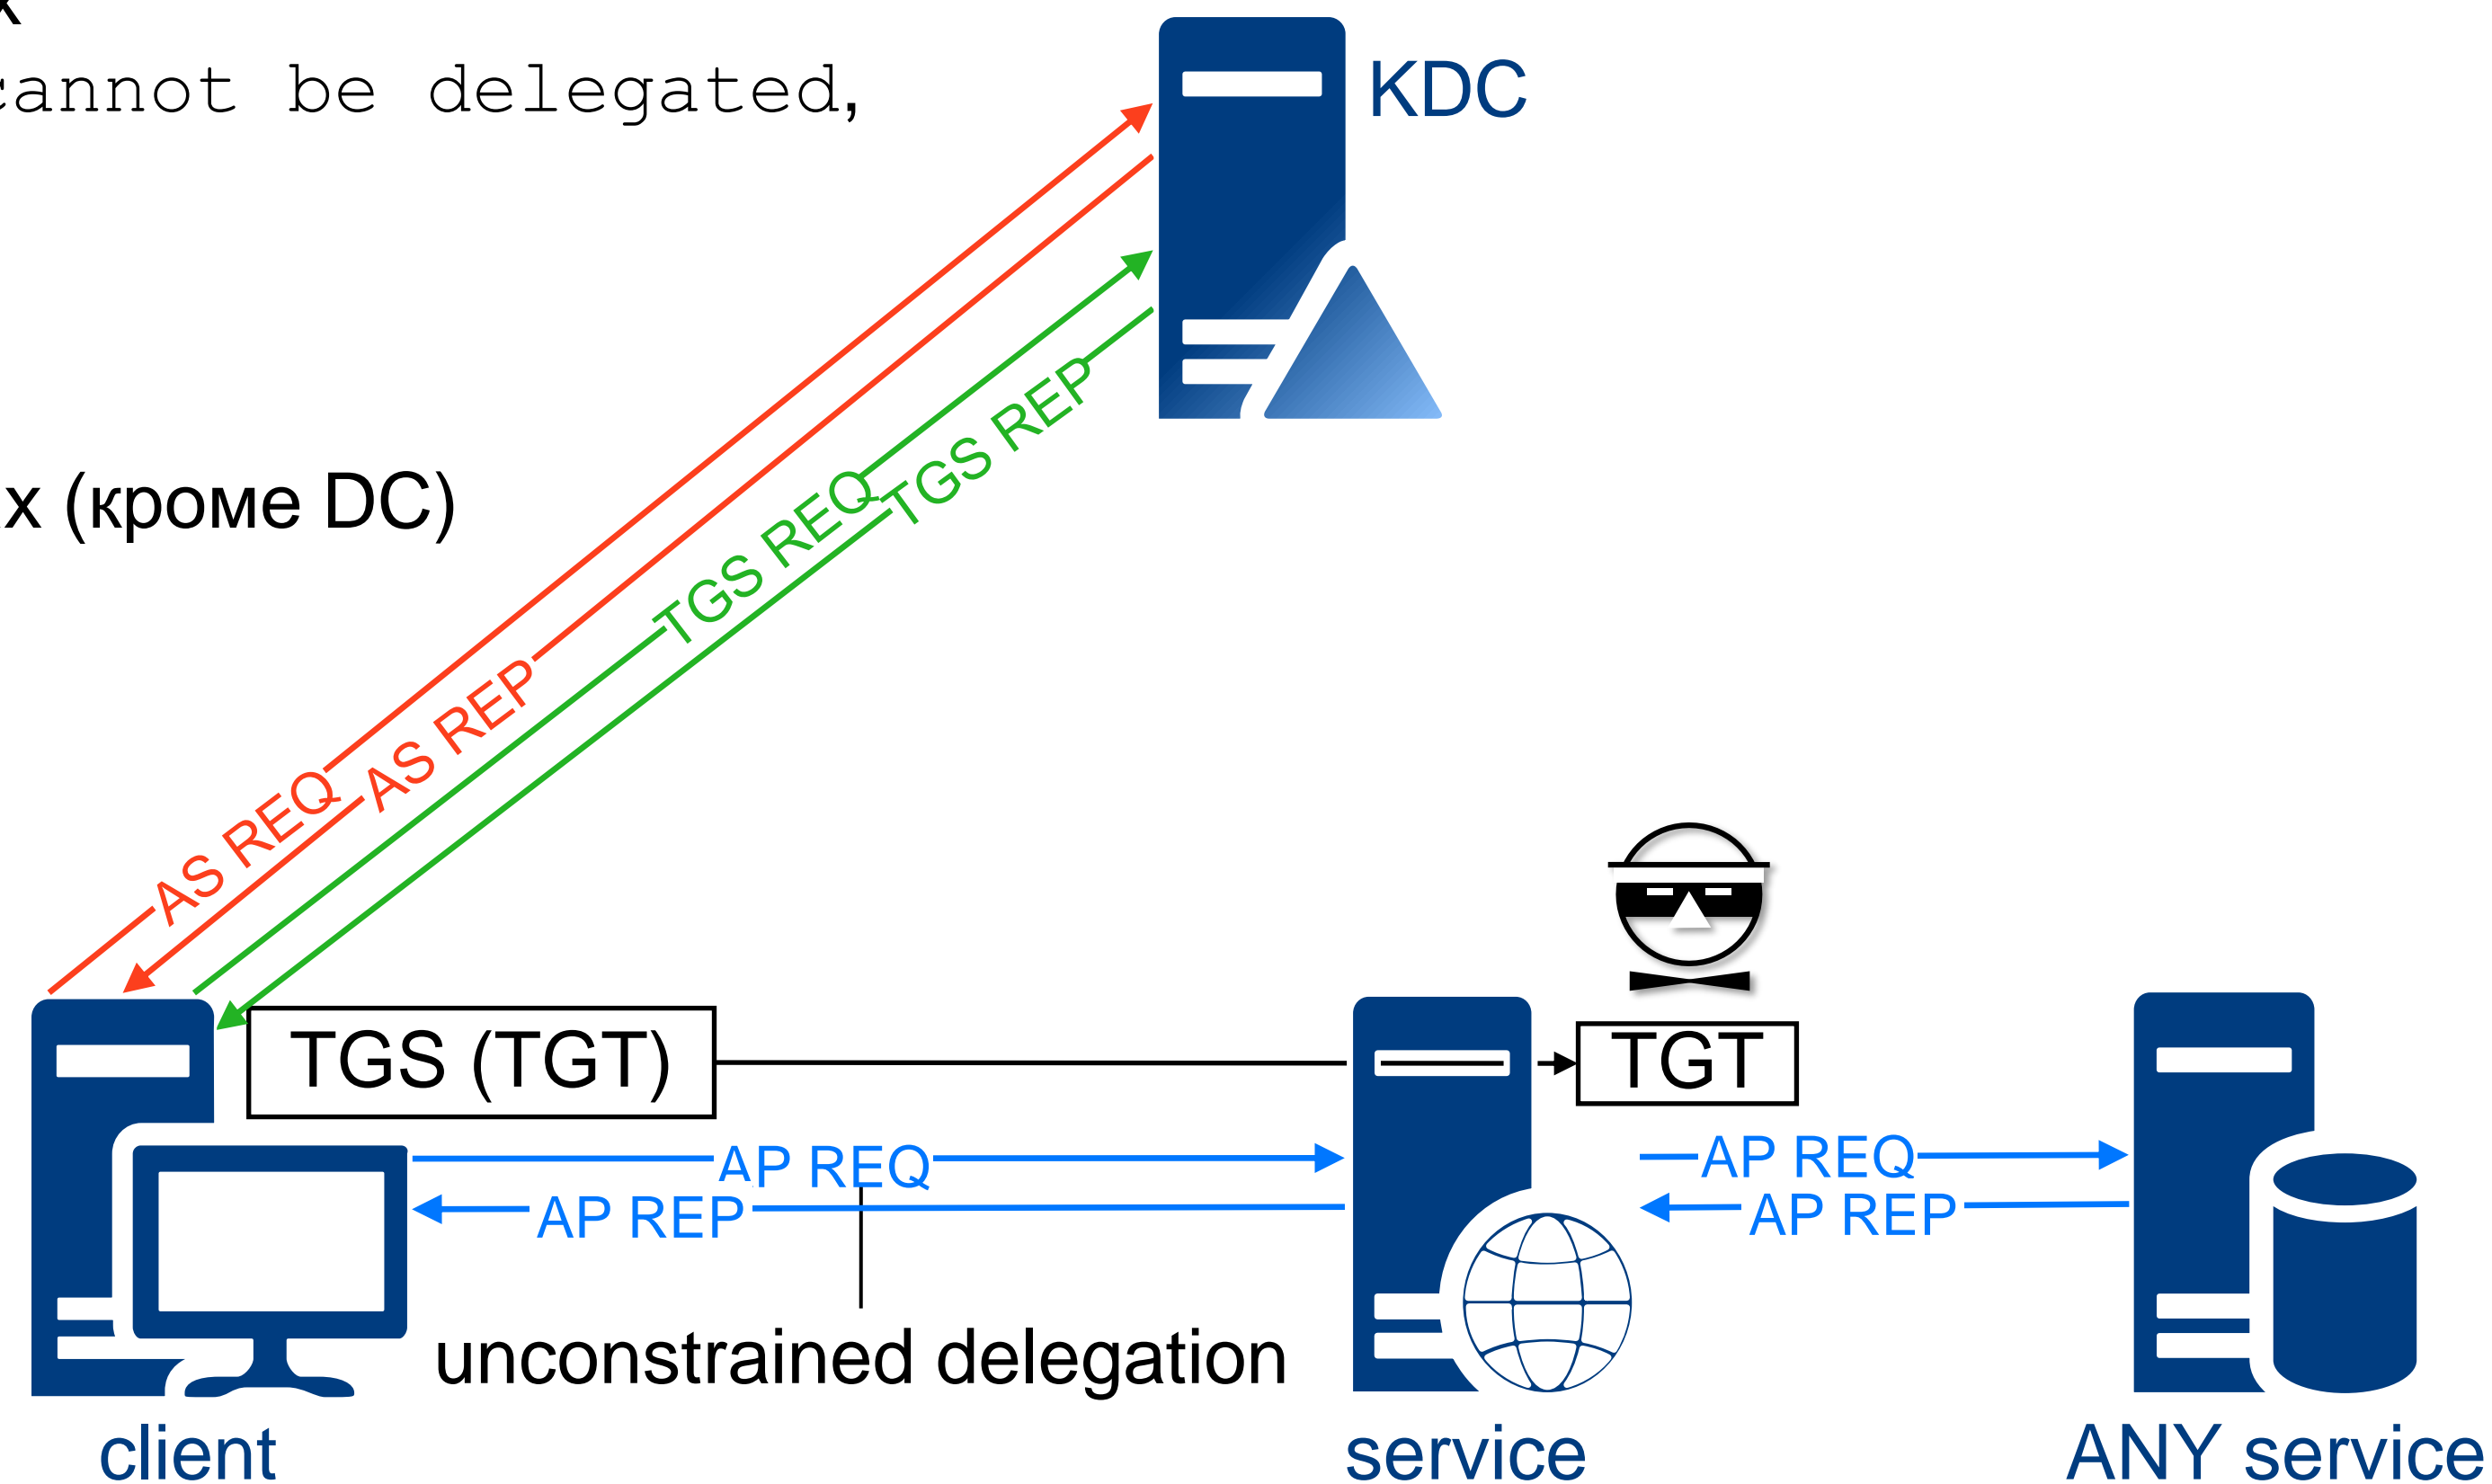 annot be delegated,
KDC
х (кроме DC)
TGS REP
TGS REQ
AS REP
AS REQ
TGS (TGT)
TGT
AP REQ
AP REQ
AP REP
AP REP
unconstrained delegation
client
service
ANY service